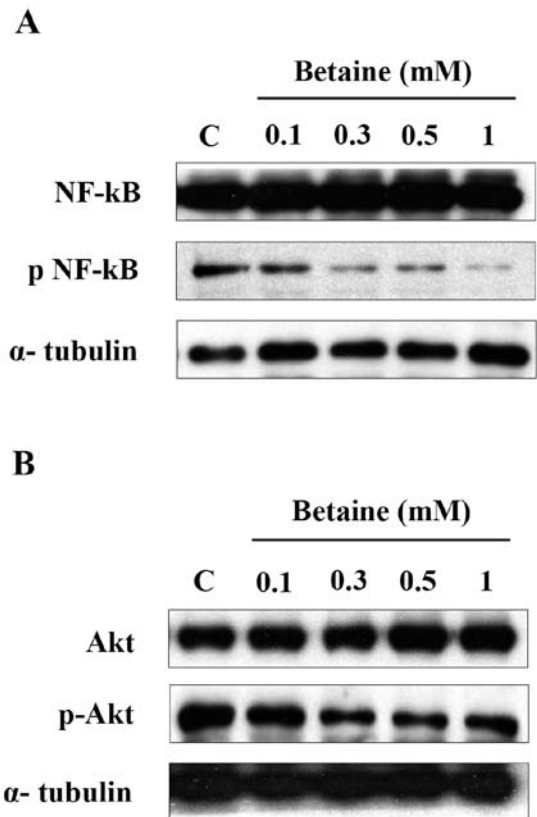 A
Betaine (mM)
C 0.1 0.3 0.5 1
NF-kB
p NF-kB
α- tubulin
B
Betaine (mM)
C 0.1 0.3 0.5 1
Akt
p-Akt
α- tubulin